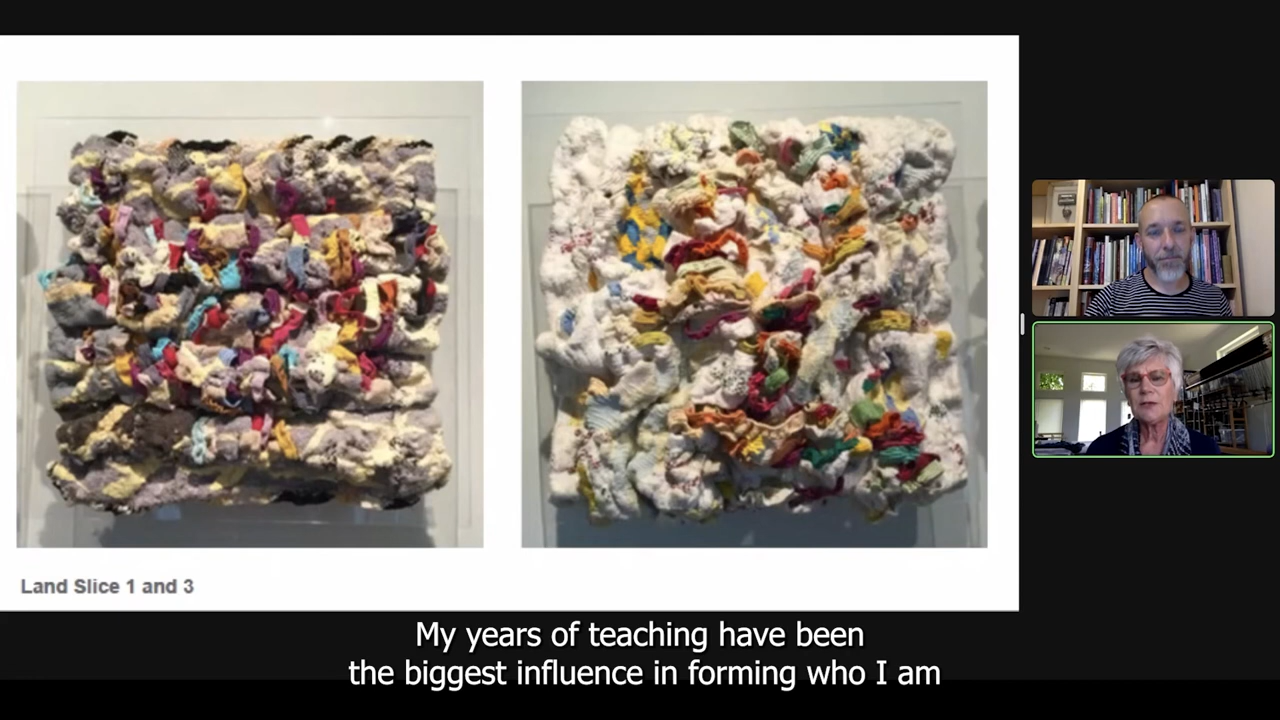 Land Slice 1 and 3
My years of teaching have been
the biggest influence in forming who I am